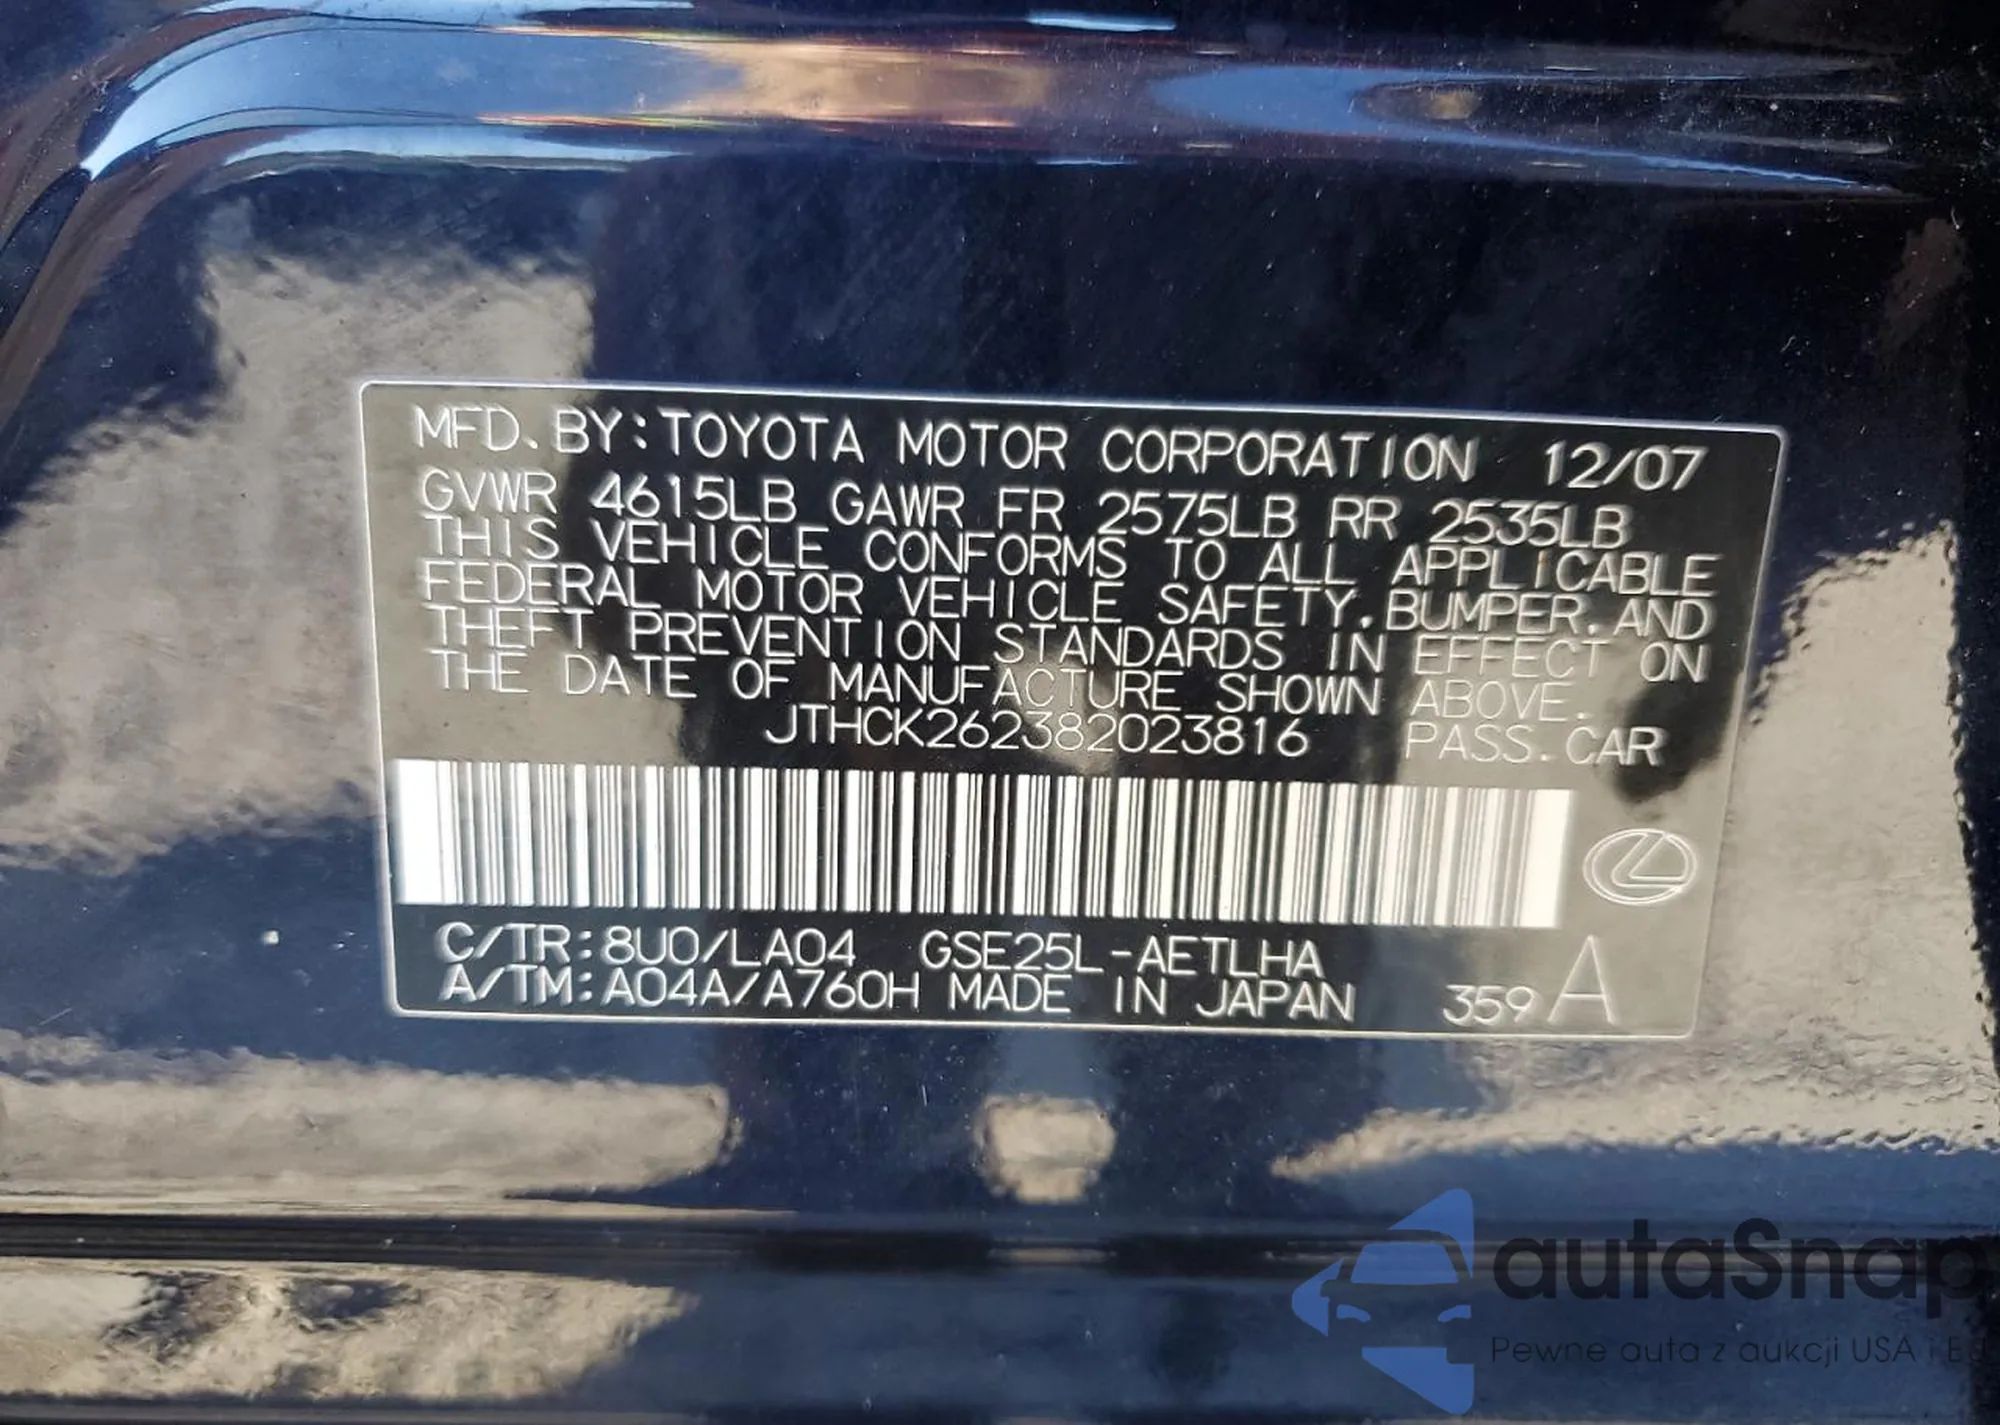 MFD. BY: TOYOTA MOTOR CORPORATION 12/07
GVWR 4615LB GAWR FR 2575LB RR 2535LB
THIS VEHICLE CONFORMS TO ALL APPLICABLE
FEDERAL MOTOR VEHICLE SAFETY, BUMPER, AND
THEFT PREVENTION STANDARDS IN EFFECT ON
THE DATE OF MANUFACTURE SHOWN ABOVE.
JTHCK262382023816 PASS. CAR
C/TR: 8U0/LA04 GSE25L-AETLHA
A/TM: A04A/A760H MADE IN JAPAN 359 A
autaSnap
Pewne auta z aukcji USA i EU